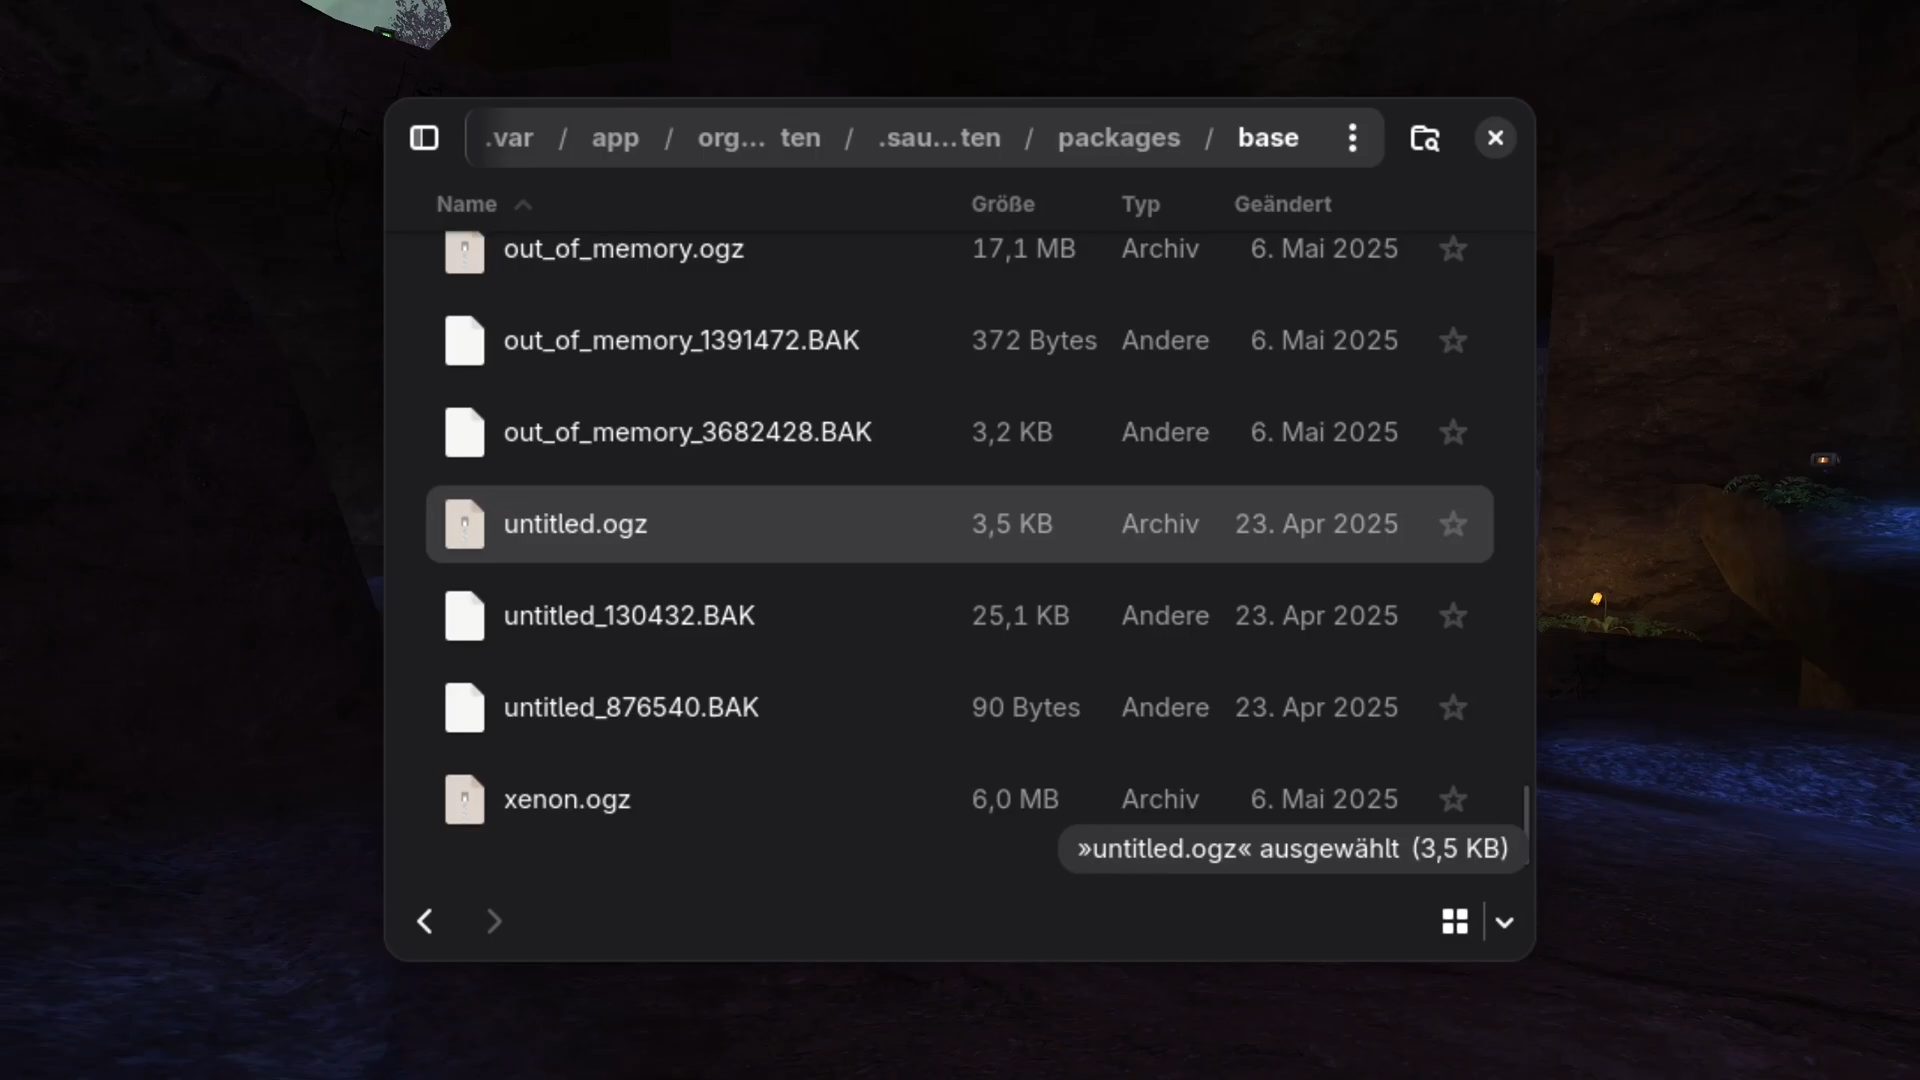 .var / app / org... ten / .sau...ten / packages / base
Name Größe Typ Geändert
out_of_memory.ogz 17,1 MB Archiv 6. Mai 2025
out_of_memory_1391472.BAK 372 Bytes Andere 6. Mai 2025
out_of_memory_3682428.BAK 3,2 KB Andere 6. Mai 2025
untitled.ogz 3,5 KB Archiv 23. Apr 2025
untitled_130432.BAK 25,1 KB Andere 23. Apr 2025
untitled_876540.BAK 90 Bytes Andere 23. Apr 2025
xenon.ogz 6,0 MB Archiv 6. Mai 2025
»untitled.ogz« ausgewählt (3,5 KB)